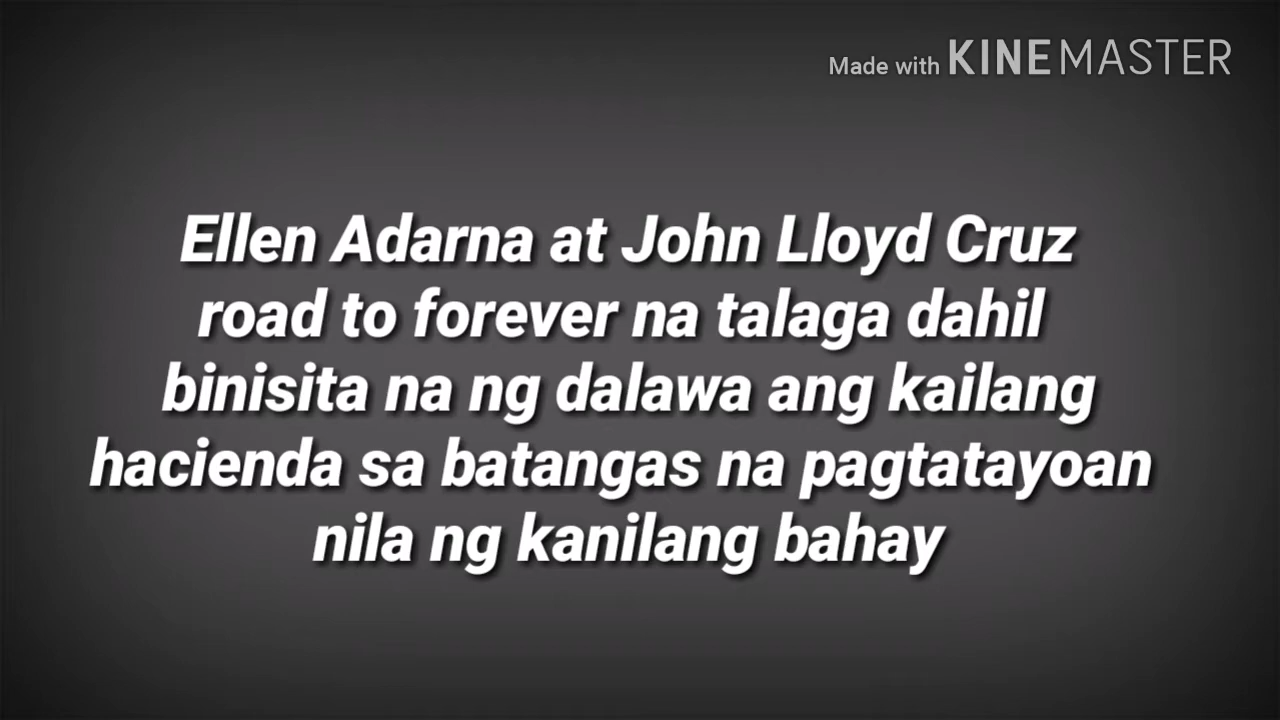 Made with KINEMASTER
Ellen Adarna at John Lloyd Cruz
road to forever na talaga dahil
binisita na ng dalawa ang kailang
hacienda sa batangas na pagtatayoan
nila ng kanilang bahay